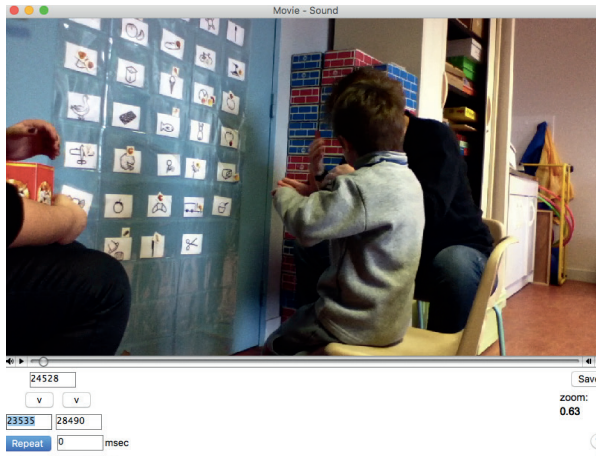 Movie - Sound
24528
Save
v v
zoom:
0.63
23535 28490
Repeat 0 msec